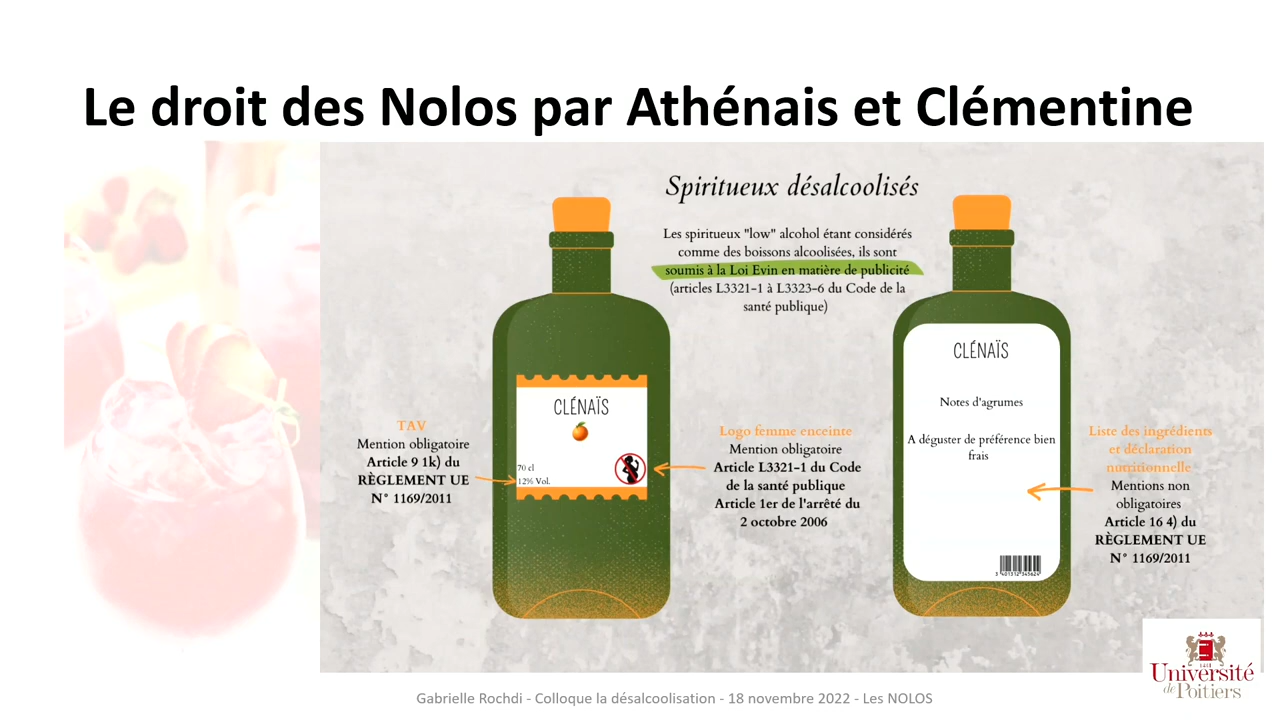 Le droit des Nolos par Athénais et Clémentine
Spiritueux désalcoolisés
Les spiritueux "low" alcohol étant considérés
comme des boissons alcoolisées, ils sont
soumis à la Loi Evin en matière de publicité
(articles L3321-1 à L3323-6 du Code de la
santé publique)
TAV
Mention obligatoire
Article 9 1k) du
RÈGLEMENT UE
N° 1169/2011
CLÉNAÏS
70 cl
12% Vol.
Logo femme enceinte
Mention obligatoire
Article L3321-1 du Code
de la santé publique
Article 1er de l'arrêté du
2 octobre 2006
CLÉNAÏS
Notes d'agrumes
A déguster de préférence bien
frais
Liste des ingrédients
et déclaration
nutritionnelle
Mentions non
obligatoires
Article 16 4) du
RÈGLEMENT UE
N° 1169/2011
Université
de Poitiers
Gabrielle Rochdi - Colloque la désalcoolisation - 18 novembre 2022 - Les NOLOS